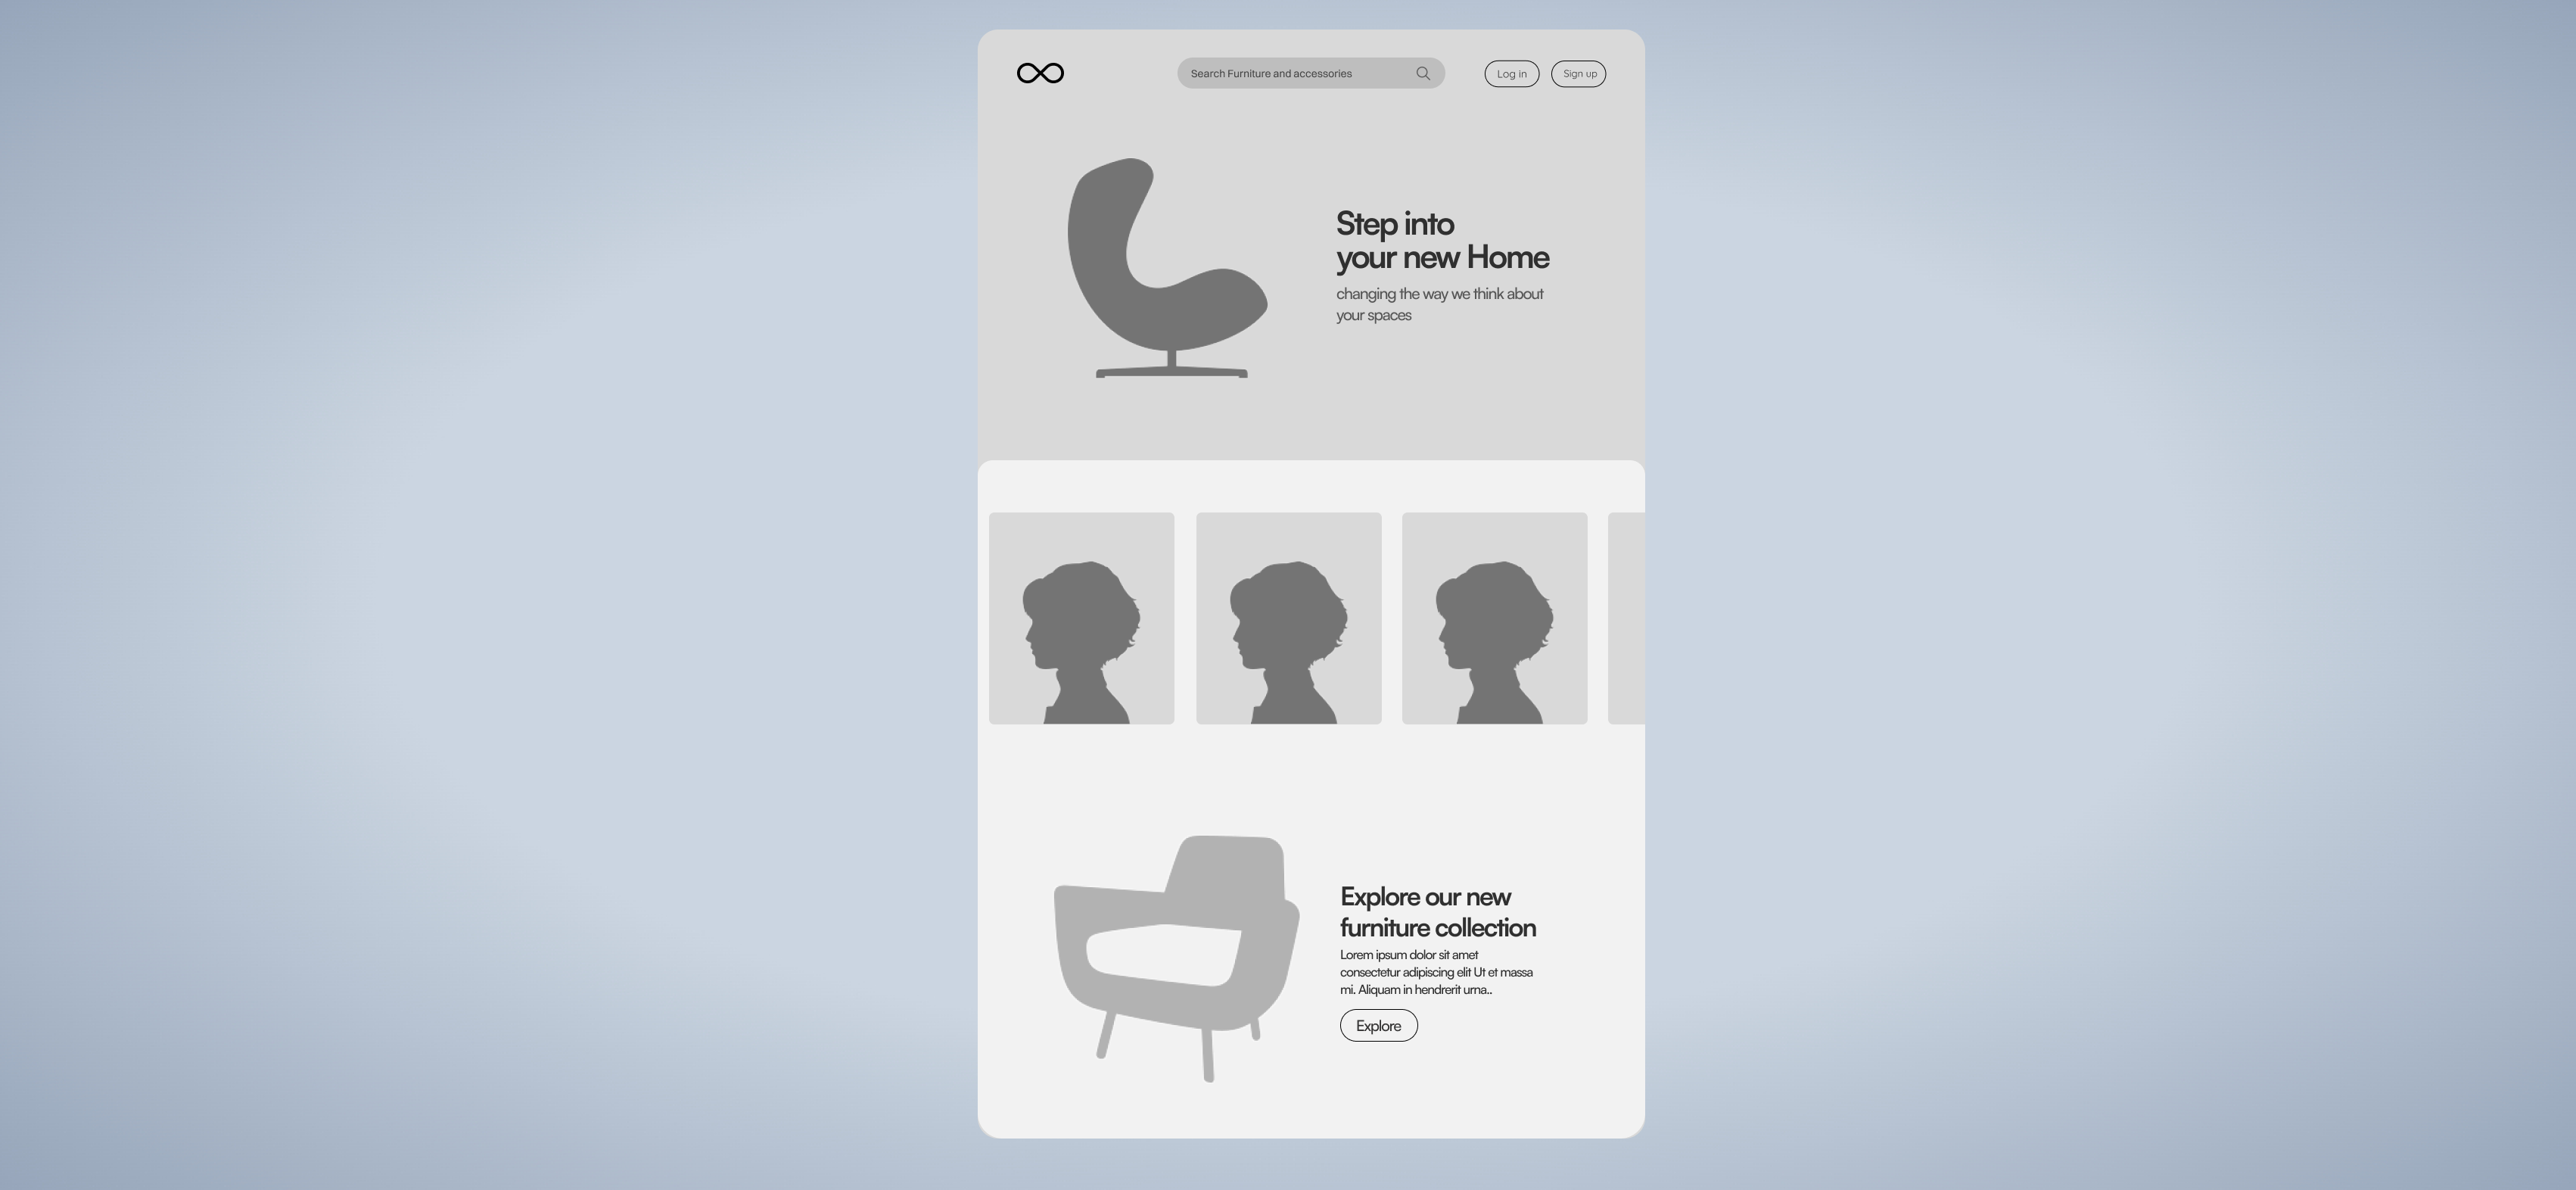 Search Furniture and accessories
Log in
Sign up
Step into
your new Home
changing the way we think about
your spaces
Explore our new
furniture collection
Lorem ipsum dolor sit amet
consectetur adipiscing elit Ut et massa
mi. Aliquam in hendrerit urna..
Explore